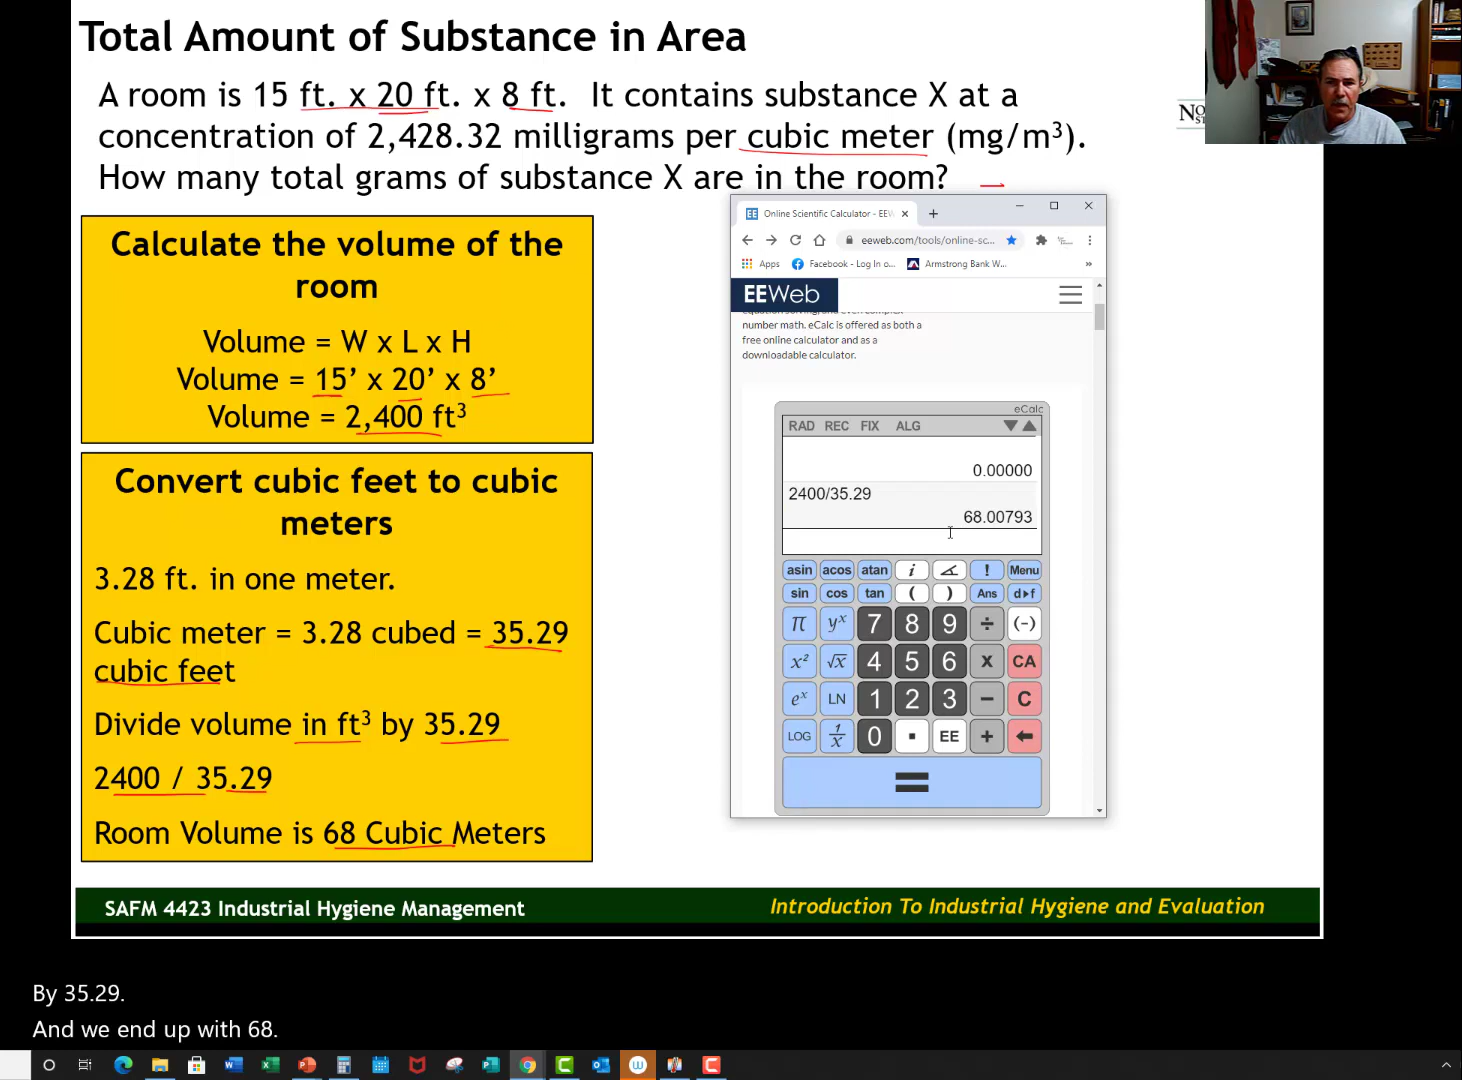 Total Amount of Substance in Area
A room is 15 ft. x 20 ft. x 8 ft. It contains substance X at a
concentration of 2,428.32 milligrams per cubic meter (mg/m³).
How many total grams of substance X are in the room?
No
Calculate the volume of the
room
Volume = W x L x H
Volume = 15’ x 20’ x 8’
Volume = 2,400 ft³
Convert cubic feet to cubic
meters
3.28 ft. in one meter.
Cubic meter = 3.28 cubed = 35.29
cubic feet
Divide volume in ft³ by 35.29
2400 / 35.29
Room Volume is 68 Cubic Meters
EE Online Scientific Calculator - EEW
eeweb.com/tools/online-sc...
Apps Facebook - Log In o... Armstrong Bank W... »
EEWeb
number math. eCalc is offered as both a
free online calculator and as a
downloadable calculator.
eCalc
RAD REC FIX ALG
0.00000
2400/35.29
68.00793
asin acos atan i ∠ ! Menu
sin cos tan ( ) Ans d▸f
π yˣ 7 8 9 ÷ (-)
x² √x 4 5 6 x CA
eˣ LN 1 2 3 − C
LOG 1/x 0 . EE + ←
=
SAFM 4423 Industrial Hygiene Management
Introduction To Industrial Hygiene and Evaluation
By 35.29.
And we end up with 68.